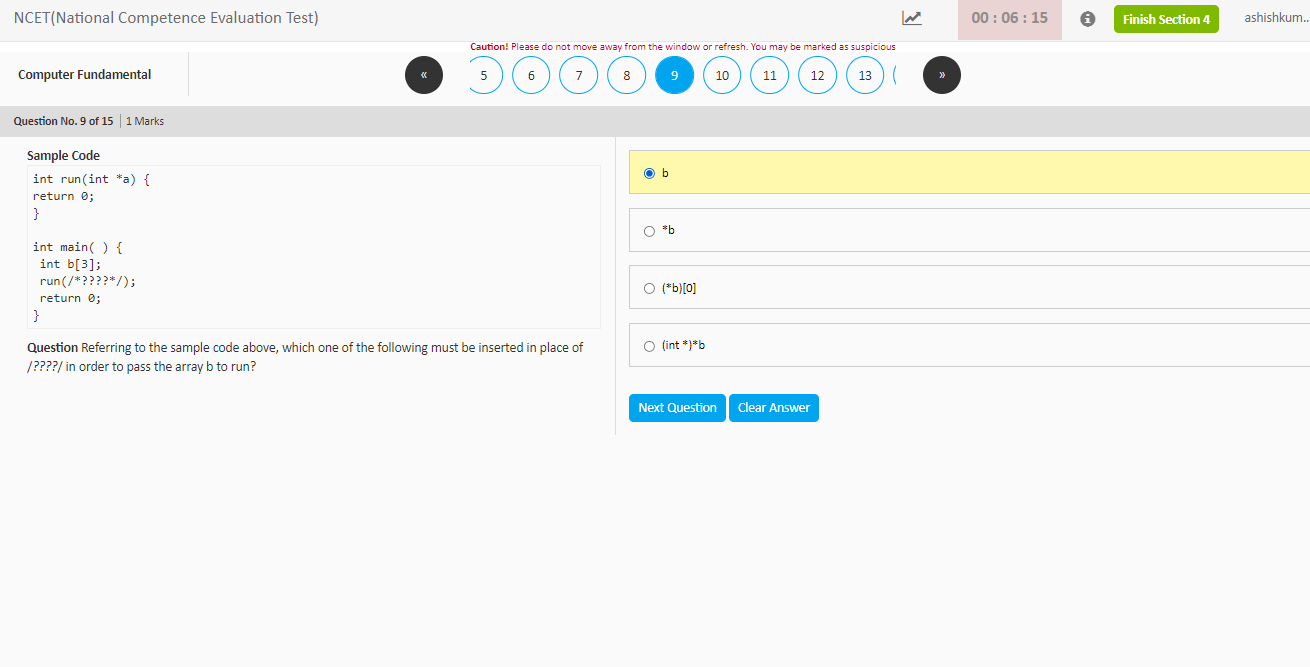 NCET(National Competence Evaluation Test)
00 : 06 : 15
Finish Section 4
ashishkum..
Caution! Please do not move away from the window or refresh. You may be marked as suspicious
Computer Fundamental
«
5
6
7
8
9
10
11
12
13
»
Question No. 9 of 15 | 1 Marks
Sample Code
int run(int *a) {
return 0;
}
int main( ) {
int b[3];
run(/*????*/);
return 0;
}
Question Referring to the sample code above, which one of the following must be inserted in place of
/????/ in order to pass the array b to run?
b
*b
(*b)[0]
(int *)*b
Next Question
Clear Answer